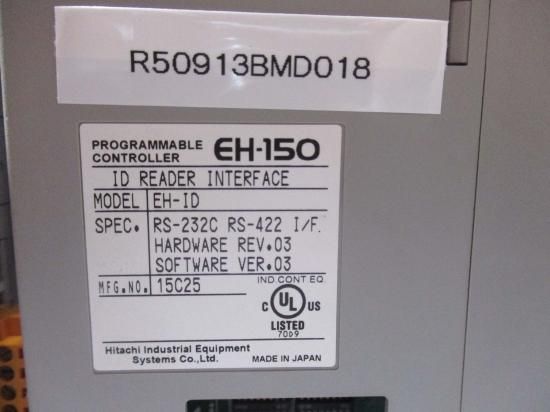 R50913BMD018
PROGRAMMABLE CONTROLLER EH-150
ID READER INTERFACE
MODEL EH-ID
SPEC. RS-232C RS-422 I/F.
HARDWARE REV.03
SOFTWARE VER.03
MFG.NO. 15C25
IND.CONT.EQ.
C UL US
LISTED
70D9
Hitachi Industrial Equipment
Systems Co.,Ltd.
MADE IN JAPAN